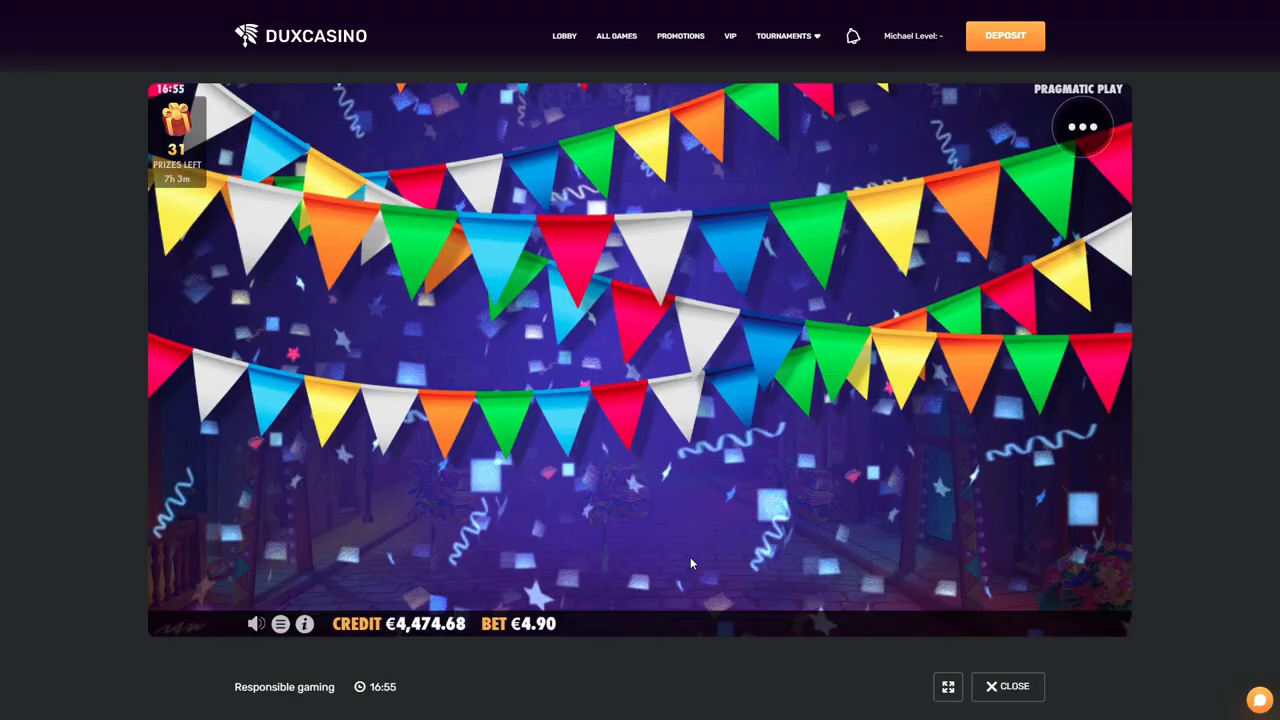 DUXCASINO
LOBBY
ALL GAMES
PROMOTIONS
VIP
TOURNAMENTS
Michael Level: -
DEPOSIT
16:55
PRAGMATIC PLAY
31
PRIZES LEFT
7h 3m
CREDIT €4,474.68
BET €4.90
Responsible gaming
16:55
CLOSE